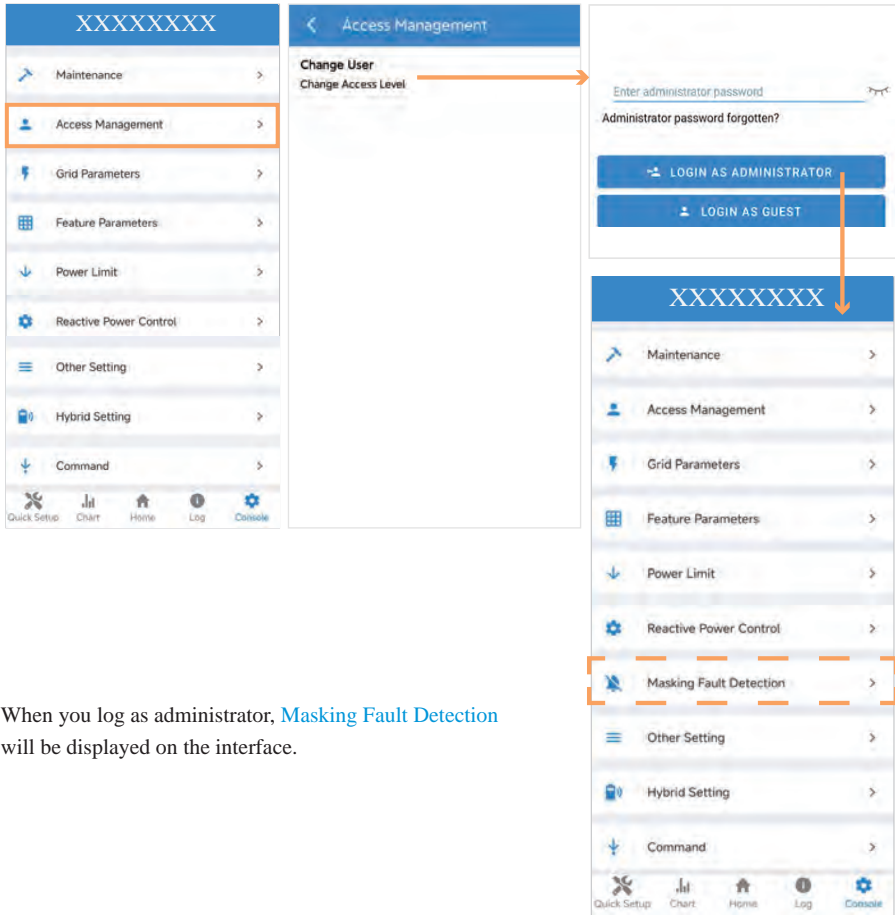 XXXXXXXX
Maintenance
Access Management
Grid Parameters
Feature Parameters
Power Limit
Reactive Power Control
Other Setting
Hybrid Setting
Command
Quick Setup Chart Home Log Console
Access Management
Change User
Change Access Level
Enter administrator password
Administrator password forgotten?
LOGIN AS ADMINISTRATOR
LOGIN AS GUEST
XXXXXXXX
Maintenance
Access Management
Grid Parameters
Feature Parameters
Power Limit
Reactive Power Control
Masking Fault Detection
Other Setting
Hybrid Setting
Command
Quick Setup Chart Home Log Console
When you log as administrator, Masking Fault Detection
will be displayed on the interface.